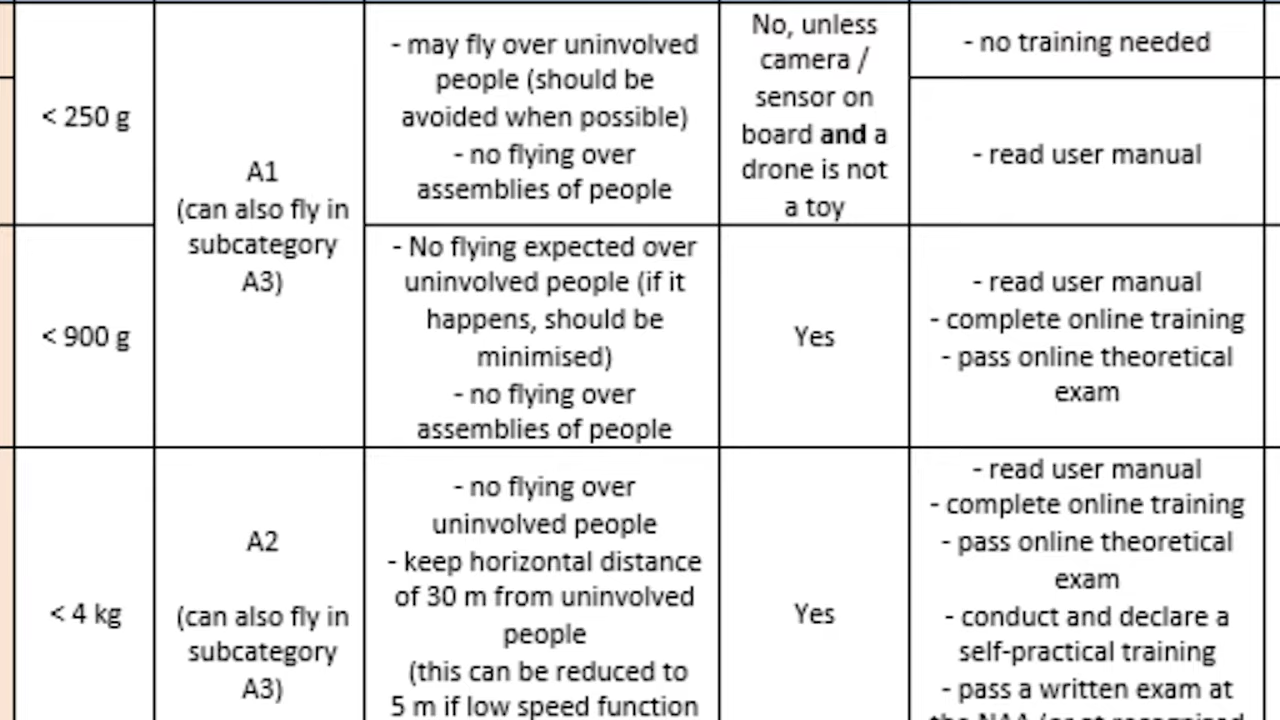 < 250 g
A1
(can also fly in
subcategory
A3)
- may fly over uninvolved
people (should be
avoided when possible)
- no flying over
assemblies of people
No, unless
camera /
sensor on
board and a
drone is not
a toy
- no training needed
- read user manual
< 900 g
- No flying expected over
uninvolved people (if it
happens, should be
minimised)
- no flying over
assemblies of people
Yes
- read user manual
- complete online training
- pass online theoretical
exam
< 4 kg
A2
(can also fly in
subcategory
A3)
- no flying over
uninvolved people
- keep horizontal distance
of 30 m from uninvolved
people
(this can be reduced to
5 m if low speed function
Yes
- read user manual
- complete online training
- pass online theoretical
exam
- conduct and declare a
self-practical training
- pass a written exam at